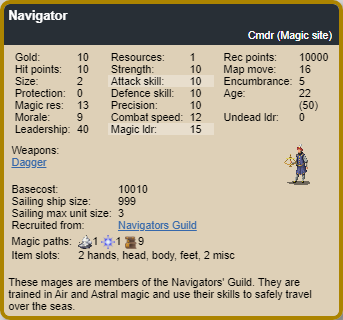 Navigator
Cmdr (Magic site)
Gold: 10 Resources: 1 Rec points: 10000
Hit points: 10 Strength: 10 Map move: 16
Size: 2 Attack skill: 10 Encumbrance: 5
Protection: 0 Defence skill: 10 Age: 22
Magic res: 13 Precision: 10 (50)
Morale: 9 Combat speed: 12 Undead ldr: 0
Leadership: 40 Magic ldr: 15
Weapons:
Dagger
Basecost: 10010
Sailing ship size: 999
Sailing max unit size: 3
Recruited from: Navigators Guild
Magic paths: 1 1 9
Item slots: 2 hands, head, body, feet, 2 misc
These mages are members of the Navigators' Guild. They are
trained in Air and Astral magic and use their skills to safely travel
over the seas.